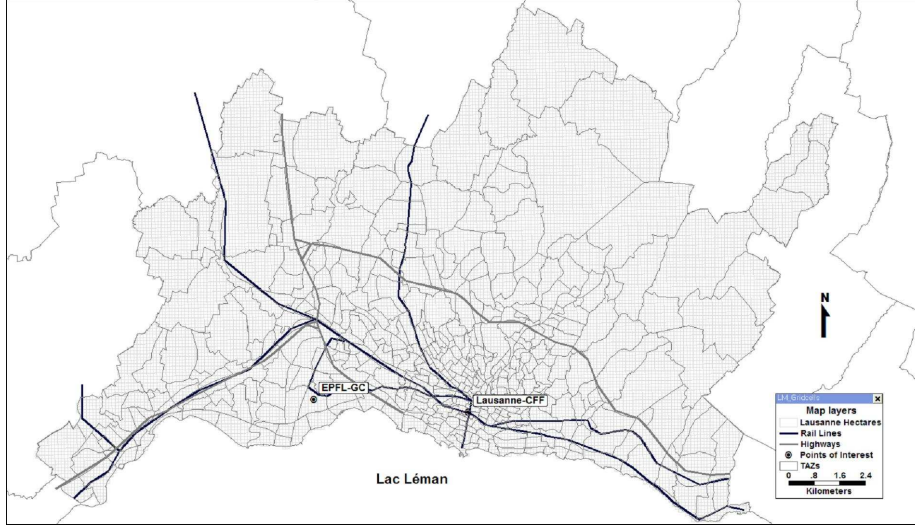 N
EPFL-GC
Lausanne-CFF
Lac Léman
LM_Gridcells
Map layers
Lausanne Hectares
Rail Lines
Highways
Points of Interest
TAZs
0 .8 1.6 2.4
Kilometers